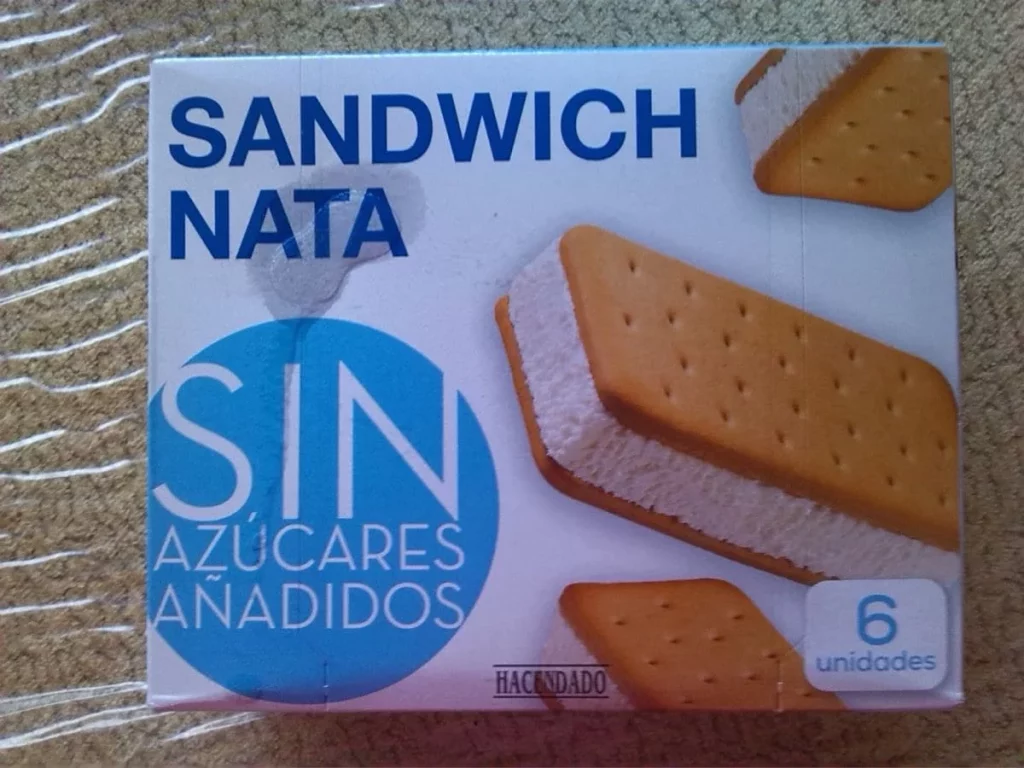 SANDWICH
NATA
SIN
AZÚCARES
AÑADIDOS
HACENDADO
6
unidades